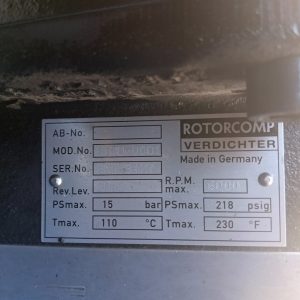 AB-No.
ROTORCOMP
VERDICHTER
Made in Germany
MOD.No.
SER.No.
Rev.Lev. R.P.M. max.
PSmax. 15 bar PSmax. 218 psig
Tmax. 110 °C Tmax. 230 °F